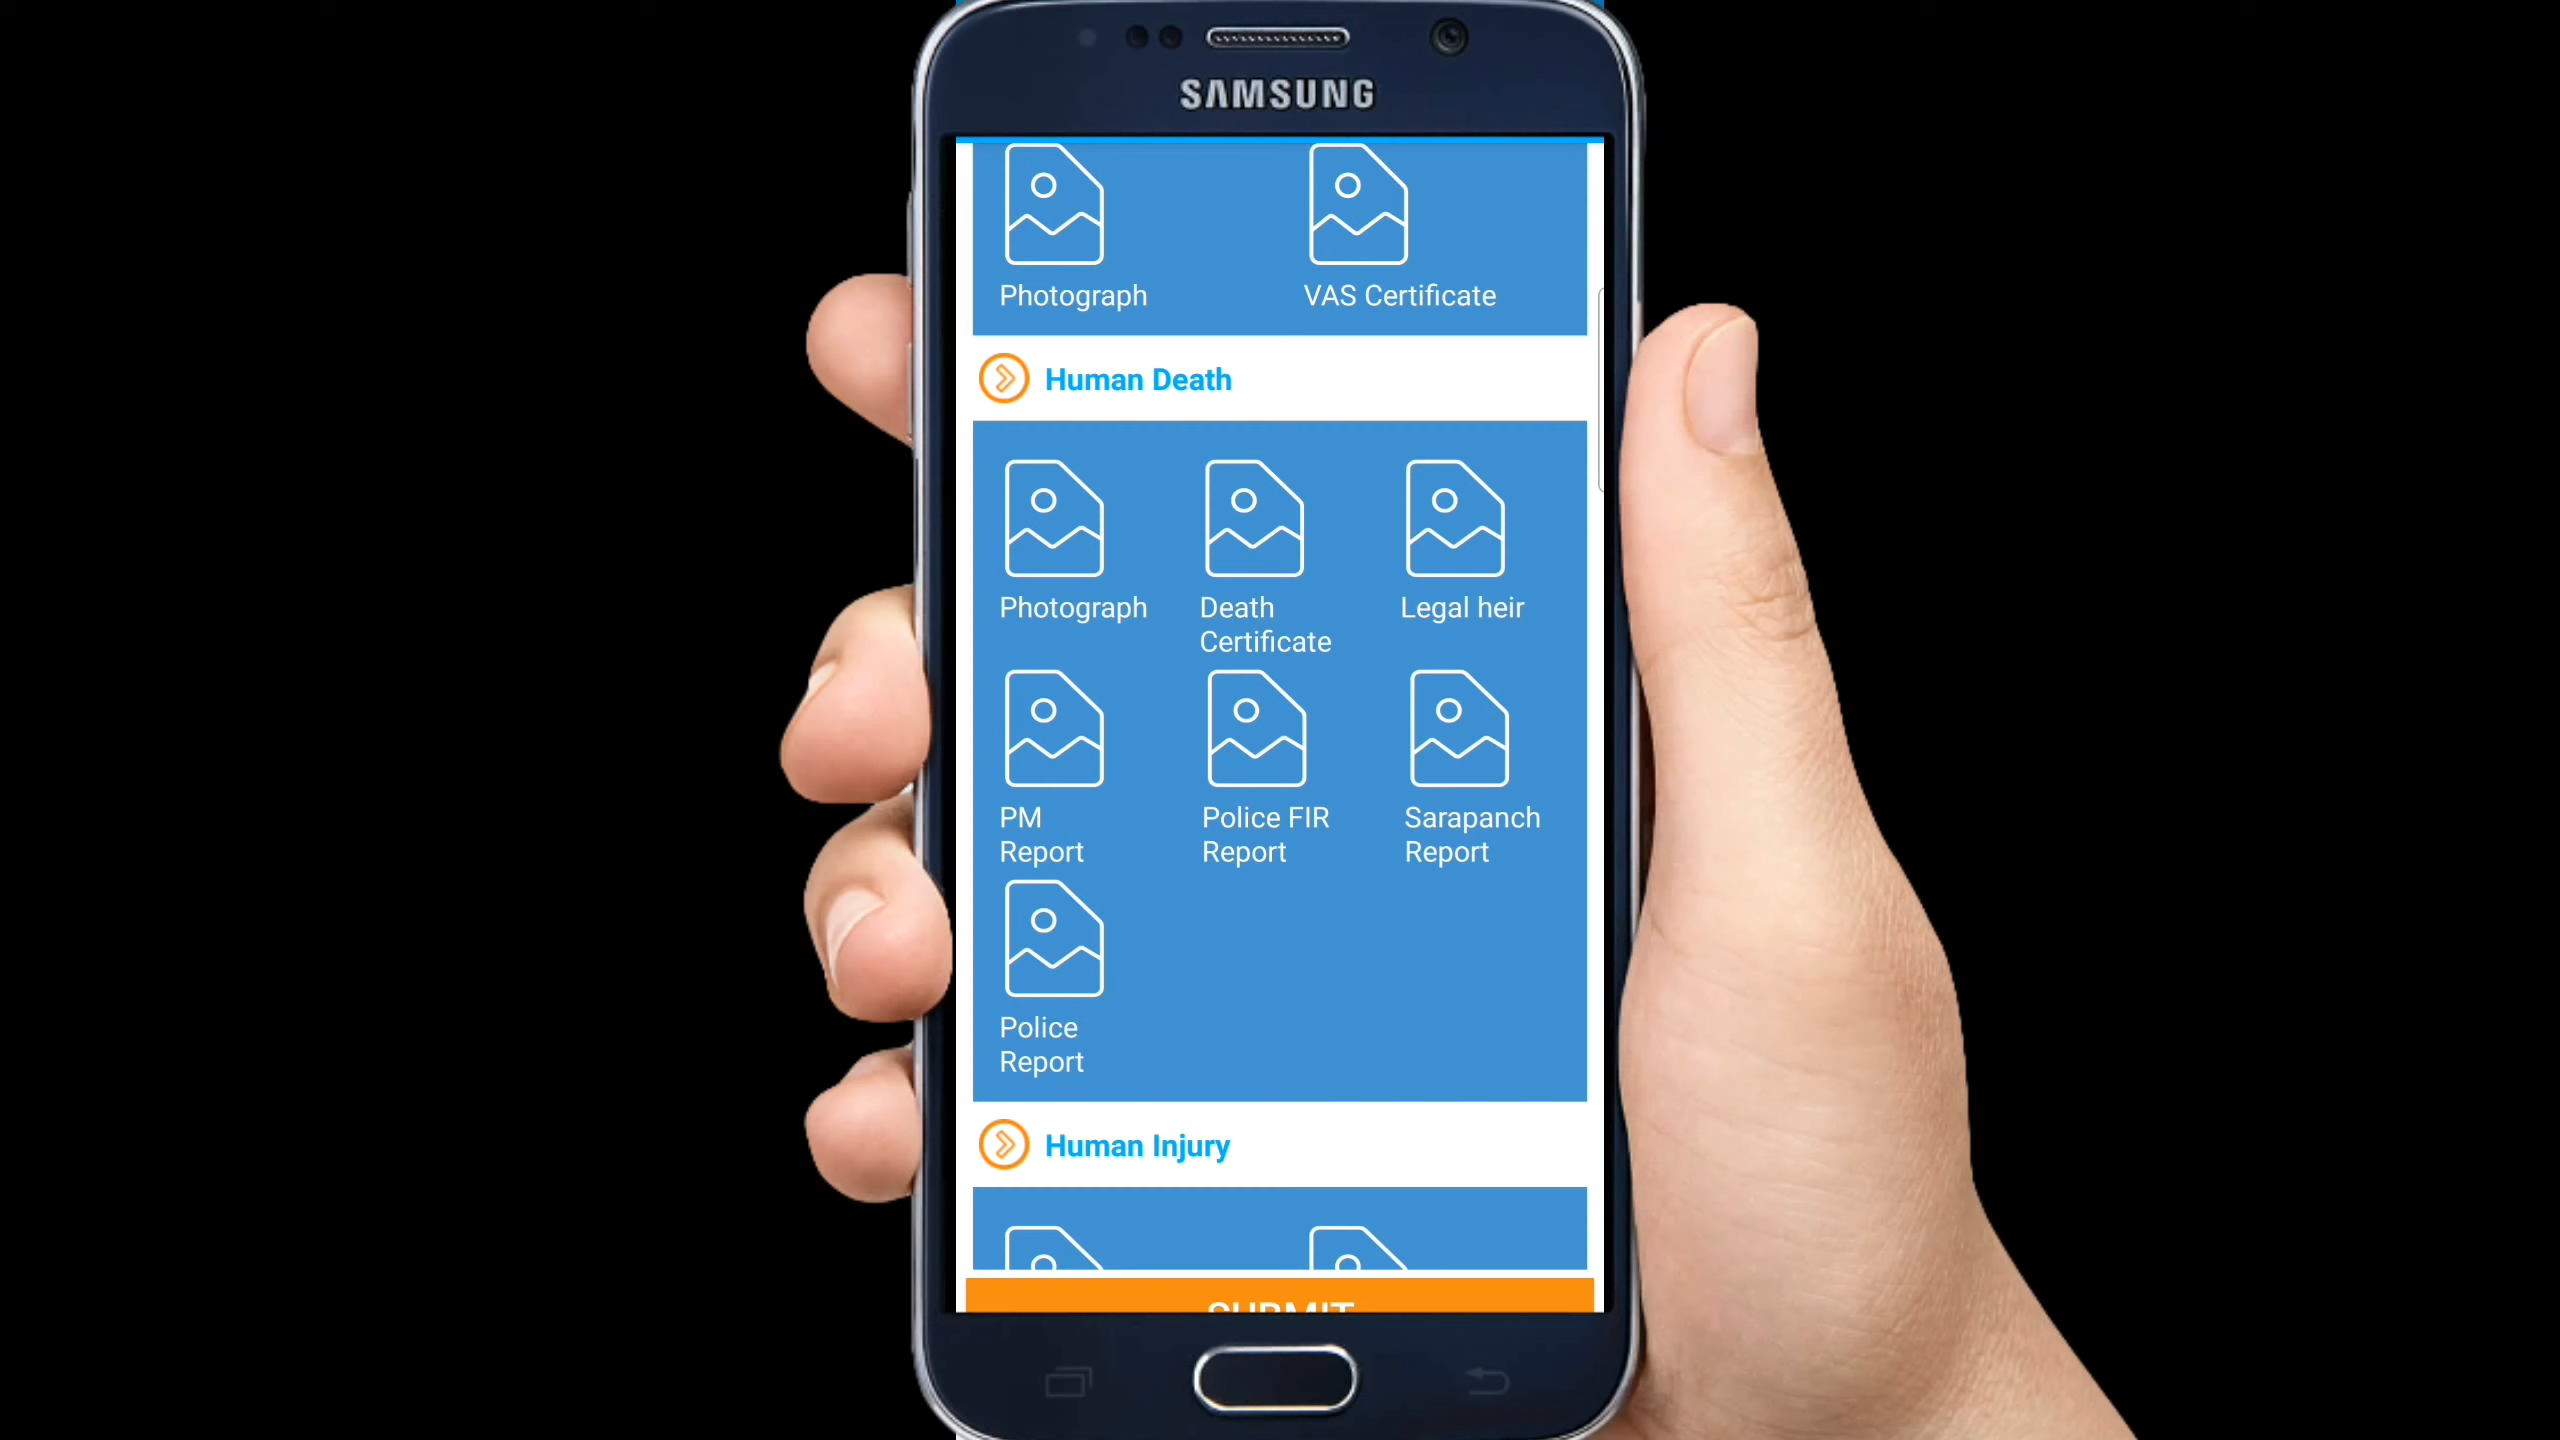 SAMSUNG
Photograph
VAS Certificate
Human Death
Photograph
Death
Certificate
Legal heir
PM
Report
Police FIR
Report
Sarapanch
Report
Police
Report
Human Injury
SUBMIT